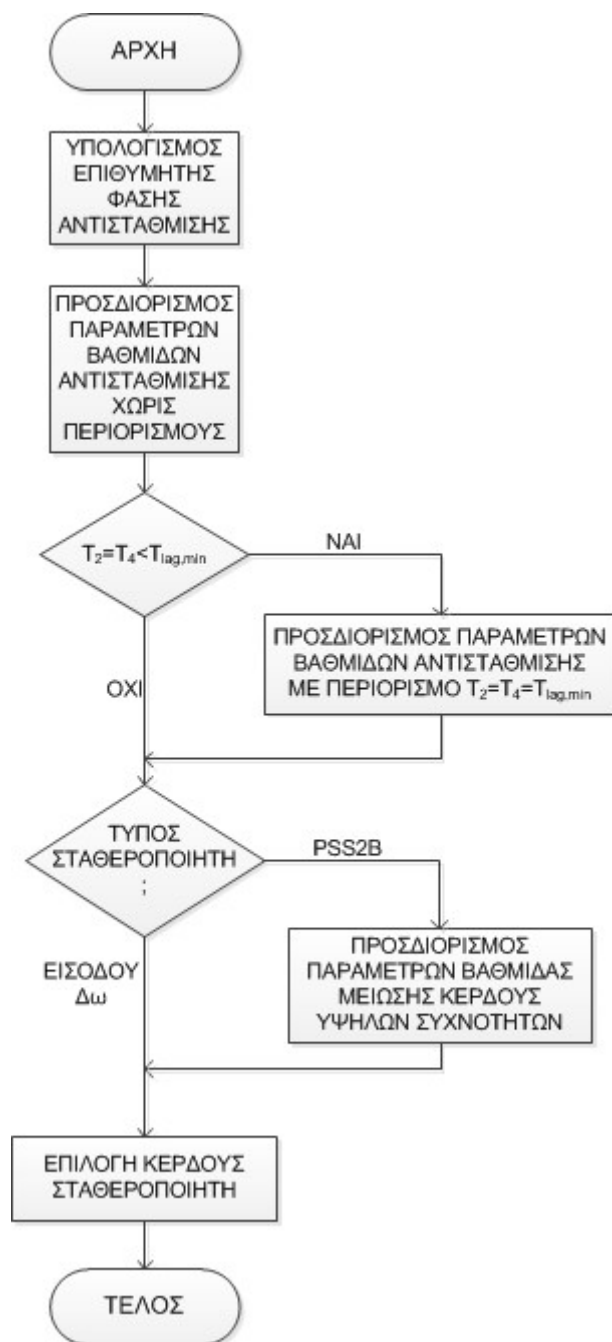 ΑΡΧΗ
ΥΠΟΛΟΓΙΣΜΟΣ
ΕΠΙΘΥΜΗΤΗΣ
ΦΑΣΗΣ
ΑΝΤΙΣΤΑΘΜΙΣΗΣ
ΠΡΟΣΔΙΟΡΙΣΜΟΣ
ΠΑΡΑΜΕΤΡΩΝ
ΒΑΘΜΙΔΩΝ
ΑΝΤΙΣΤΑΘΜΙΣΗΣ
ΧΩΡΙΣ
ΠΕΡΙΟΡΙΣΜΟΥΣ
T₂=T₄<T_lag,min
ΝΑΙ
ΠΡΟΣΔΙΟΡΙΣΜΟΣ ΠΑΡΑΜΕΤΡΩΝ
ΒΑΘΜΙΔΩΝ ΑΝΤΙΣΤΑΘΜΙΣΗΣ
ΜΕ ΠΕΡΙΟΡΙΣΜΟ T₂=T₄=T_lag,min
ΟΧΙ
ΤΥΠΟΣ
ΣΤΑΘΕΡΟΠΟΙΗΤΗ
;
PSS2B
ΠΡΟΣΔΙΟΡΙΣΜΟΣ
ΠΑΡΑΜΕΤΡΩΝ ΒΑΘΜΙΔΑΣ
ΜΕΙΩΣΗΣ ΚΕΡΔΟΥΣ
ΥΨΗΛΩΝ ΣΥΧΝΟΤΗΤΩΝ
ΕΙΣΟΔΟΥ
Δω
ΕΠΙΛΟΓΗ ΚΕΡΔΟΥΣ
ΣΤΑΘΕΡΟΠΟΙΗΤΗ
ΤΕΛΟΣ